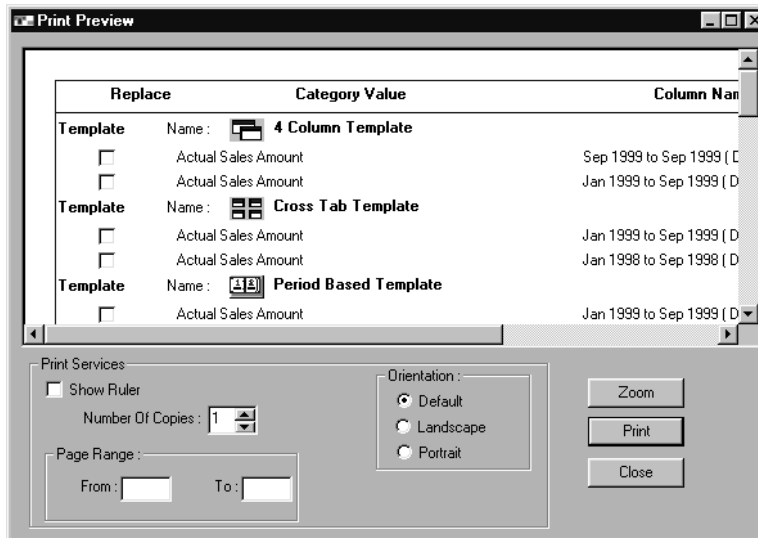 Print Preview
Replace Category Value Column Nam
Template Name : 4 Column Template
Actual Sales Amount Sep 1999 to Sep 1999 ( D
Actual Sales Amount Jan 1999 to Sep 1999 ( D
Template Name : Cross Tab Template
Actual Sales Amount Jan 1999 to Sep 1999 ( D
Actual Sales Amount Jan 1998 to Sep 1998 ( D
Template Name : Period Based Template
Actual Sales Amount Jan 1999 to Sep 1999 ( D
Print Services
Show Ruler
Number Of Copies : 1
Page Range :
From : To :
Orientation :
Default
Landscape
Portrait
Zoom
Print
Close